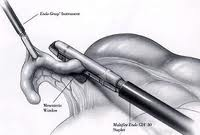 Endo Grasp* Instrument
Mesenteric
Window
Multifire Endo GIA* 30
Stapler